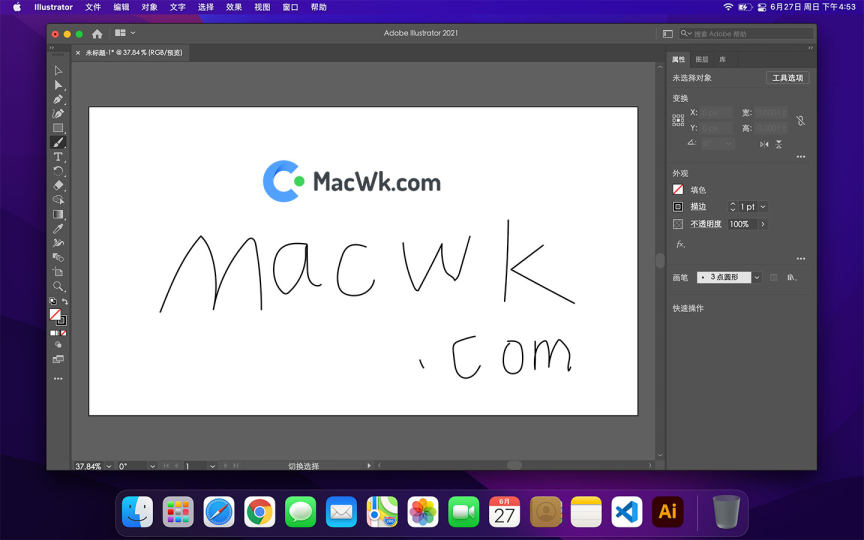 Illustrator 文件 编辑 对象 文字 选择 效果 视图 窗口 帮助 6月27日 周日 下午4:53
Adobe Illustrator 2021
搜索 Adobe 帮助
× 未标题-1* @ 37.84 % (RGB/预览)
属性 图层 库
未选择对象 工具选项
变换
X: 0 px 宽:
Y: 0 px 高:
MacWk.com
外观
填色
描边 1 pt
不透明度 100%
fx.
macwk
.com
画笔 3 点圆形
快速操作
37.84% 0° 1 切换选择
6月
27
Ai